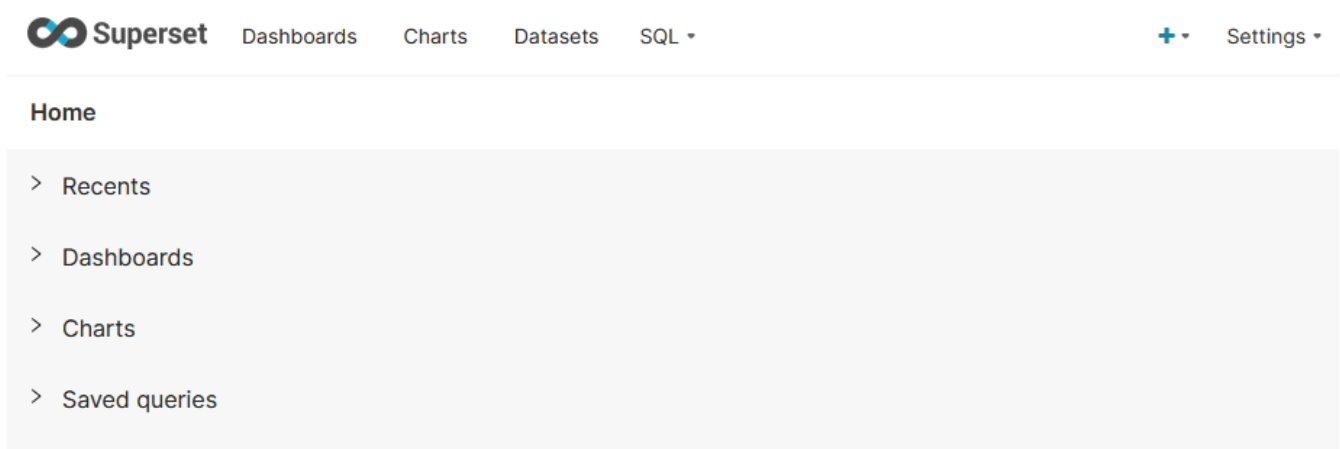 Superset Dashboards Charts Datasets SQL + Settings
Home
> Recents
> Dashboards
> Charts
> Saved queries